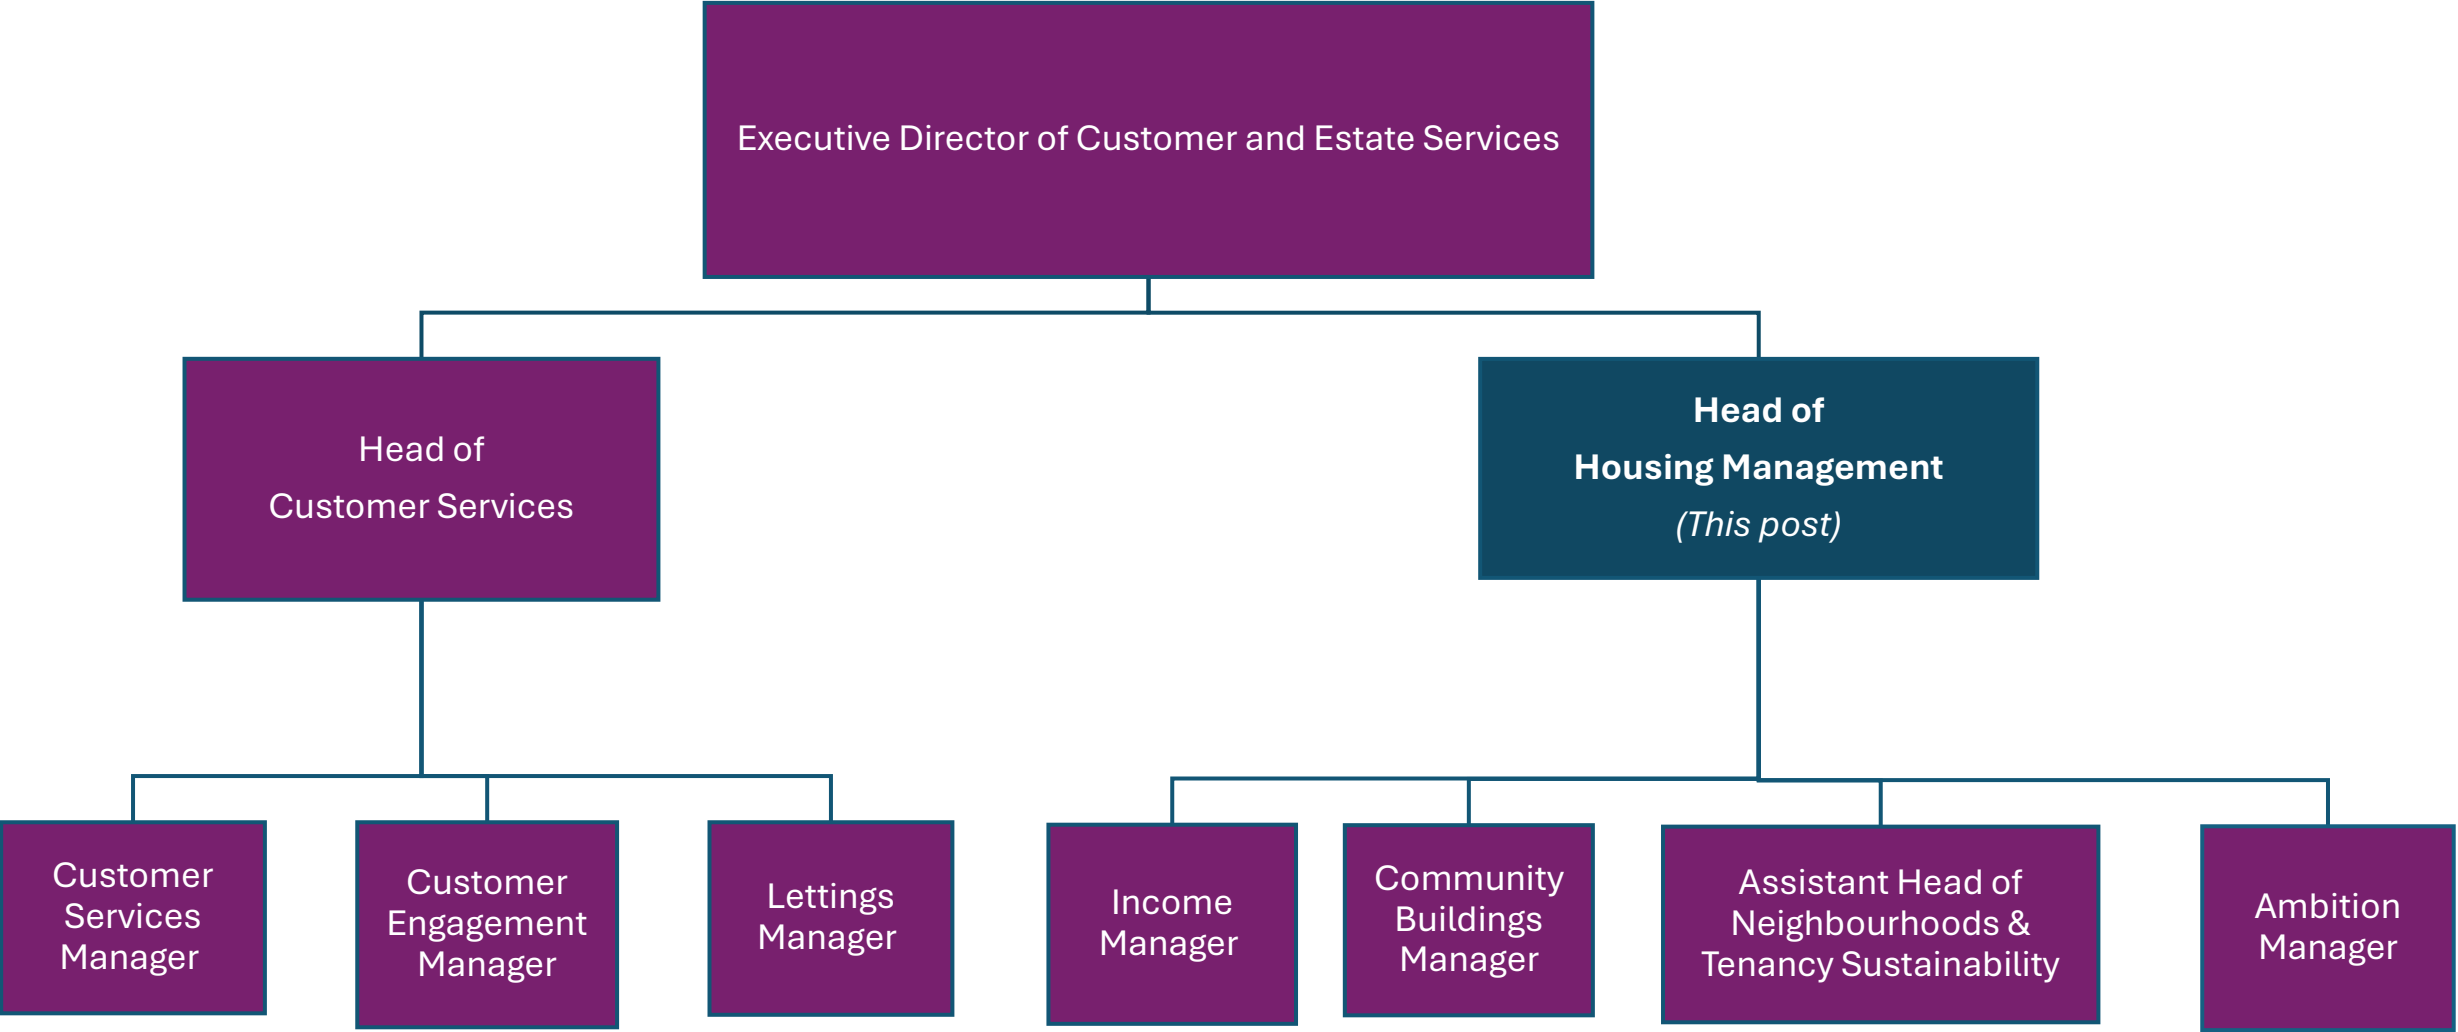 Executive Director of Customer and Estate Services
Head of
Customer Services
Head of
Housing Management
(This post)
Customer
Services
Manager
Customer
Engagement
Manager
Lettings
Manager
Income
Manager
Community
Buildings
Manager
Assistant Head of
Neighbourhoods &
Tenancy Sustainability
Ambition
Manager